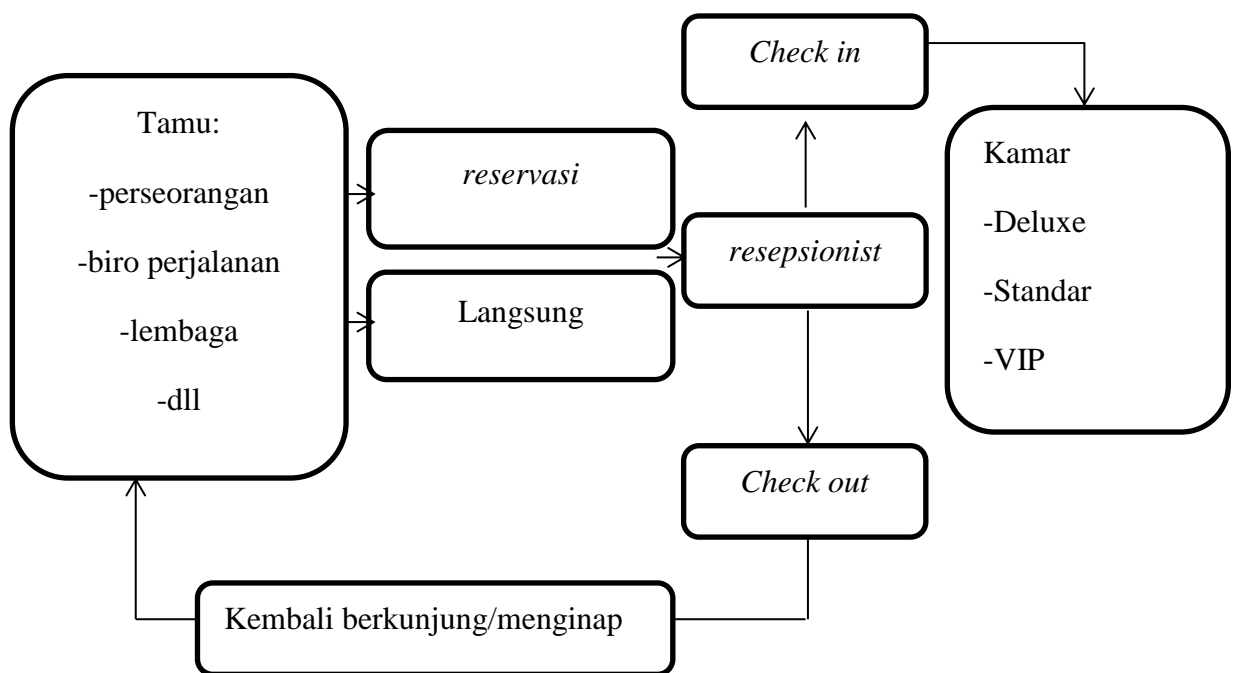 Tamu:
-perseorangan
-biro perjalanan
-lembaga
-dll
reservasi
Langsung
resepsionist
Check in
Kamar
-Deluxe
-Standar
-VIP
Check out
Kembali berkunjung/menginap